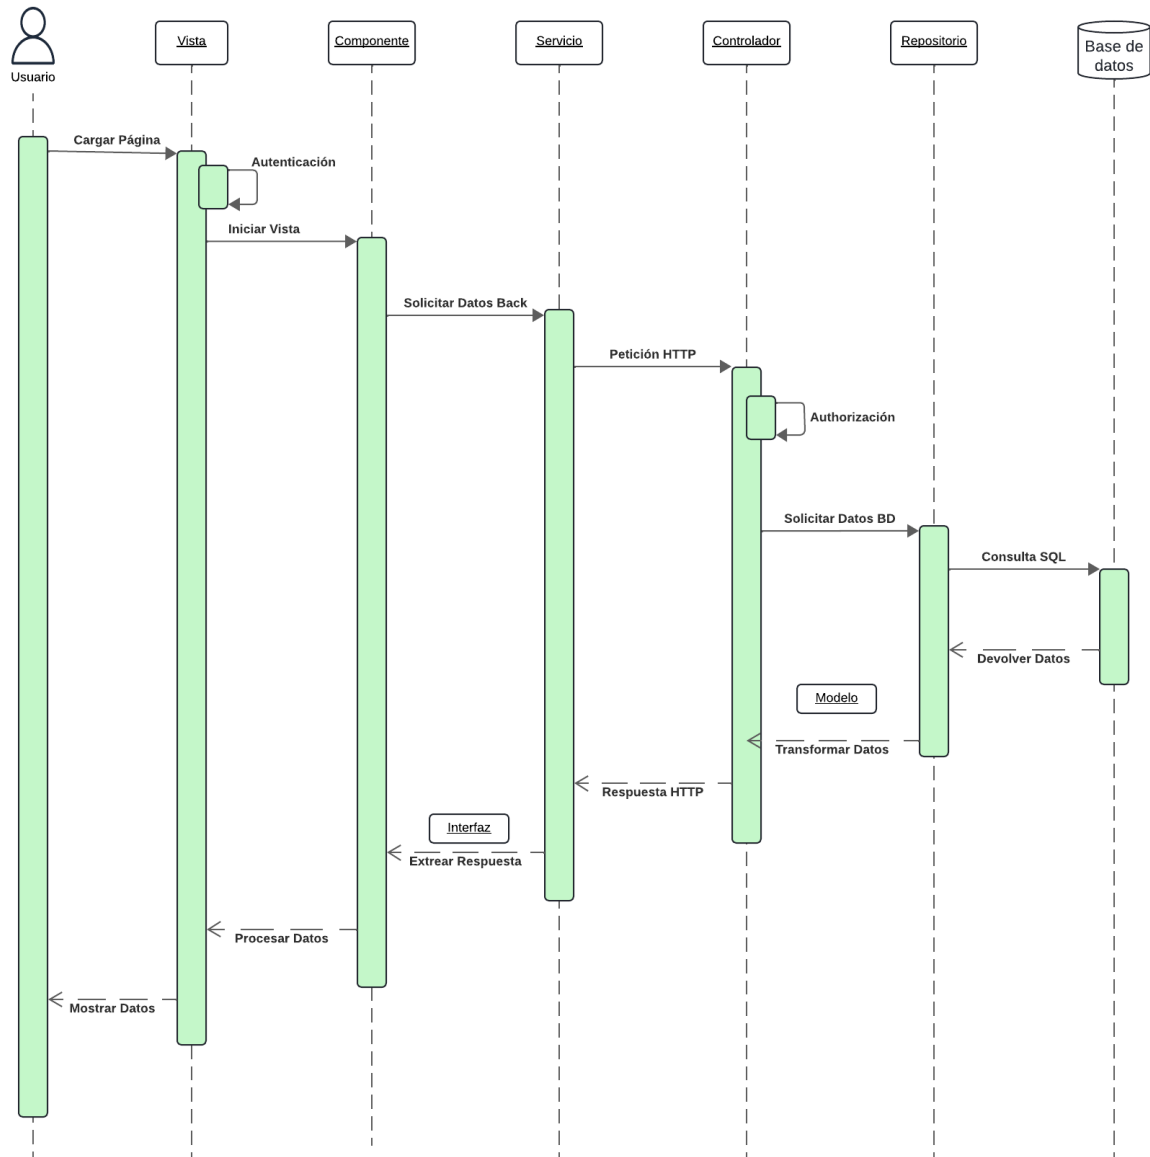 Usuario
Vista
Componente
Servicio
Controlador
Repositorio
Base de
datos
Cargar Página
Autenticación
Iniciar Vista
Solicitar Datos Back
Petición HTTP
Authorización
Solicitar Datos BD
Consulta SQL
Devolver Datos
Modelo
Transformar Datos
Respuesta HTTP
Interfaz
Extrear Respuesta
Procesar Datos
Mostrar Datos